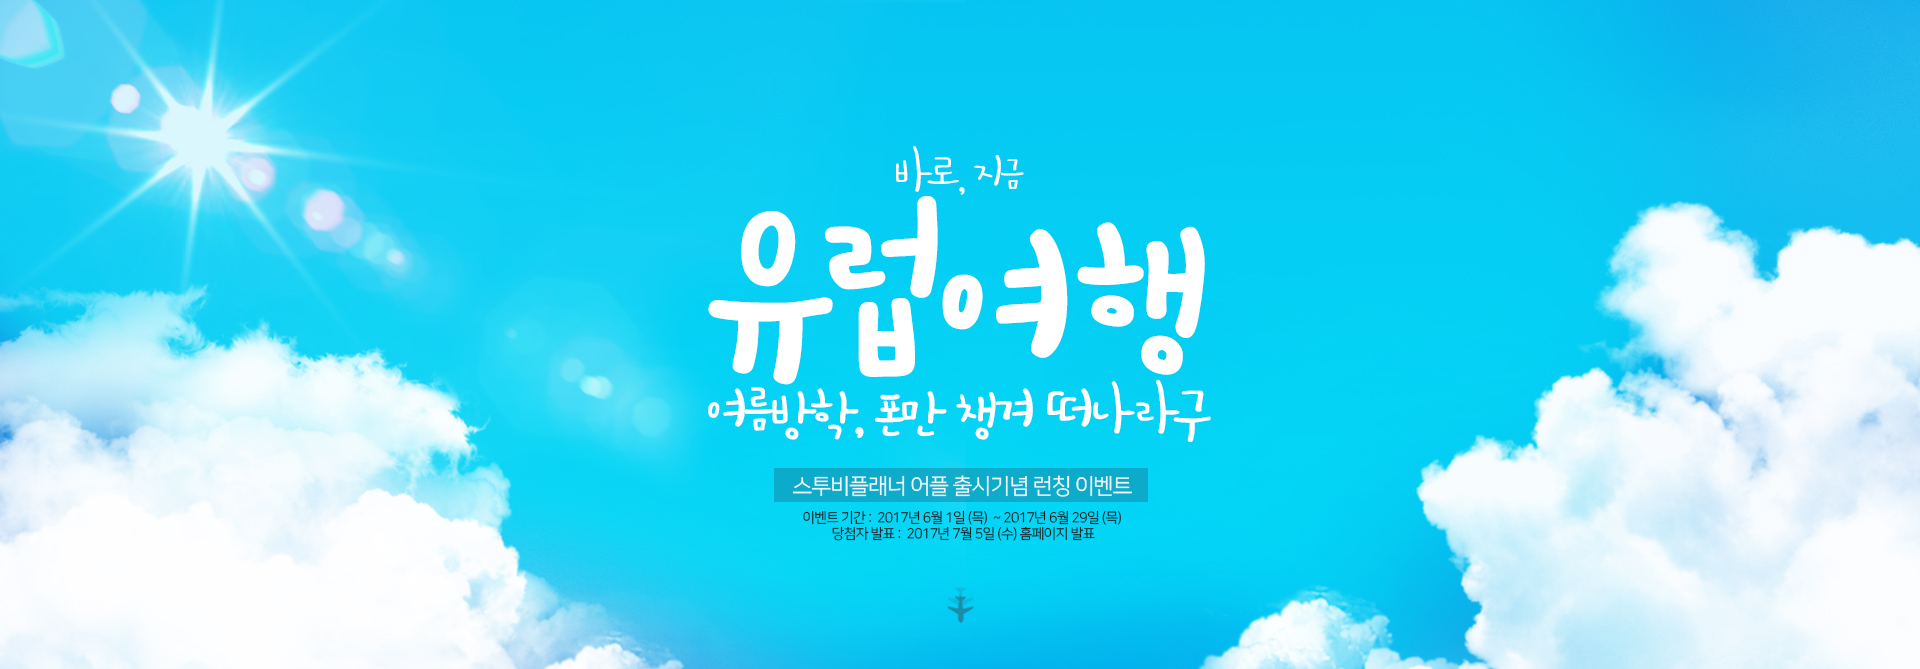 바로, 지금
유럽여행
여름방학, 폰만 챙겨 떠나라구
스투비플래너 어플 출시기념 런칭 이벤트
이벤트 기간 : 2017년 6월 1일 (목) ~ 2017년 6월 29일 (목)
당첨자 발표 : 2017년 7월 5일 (수) 홈페이지 발표